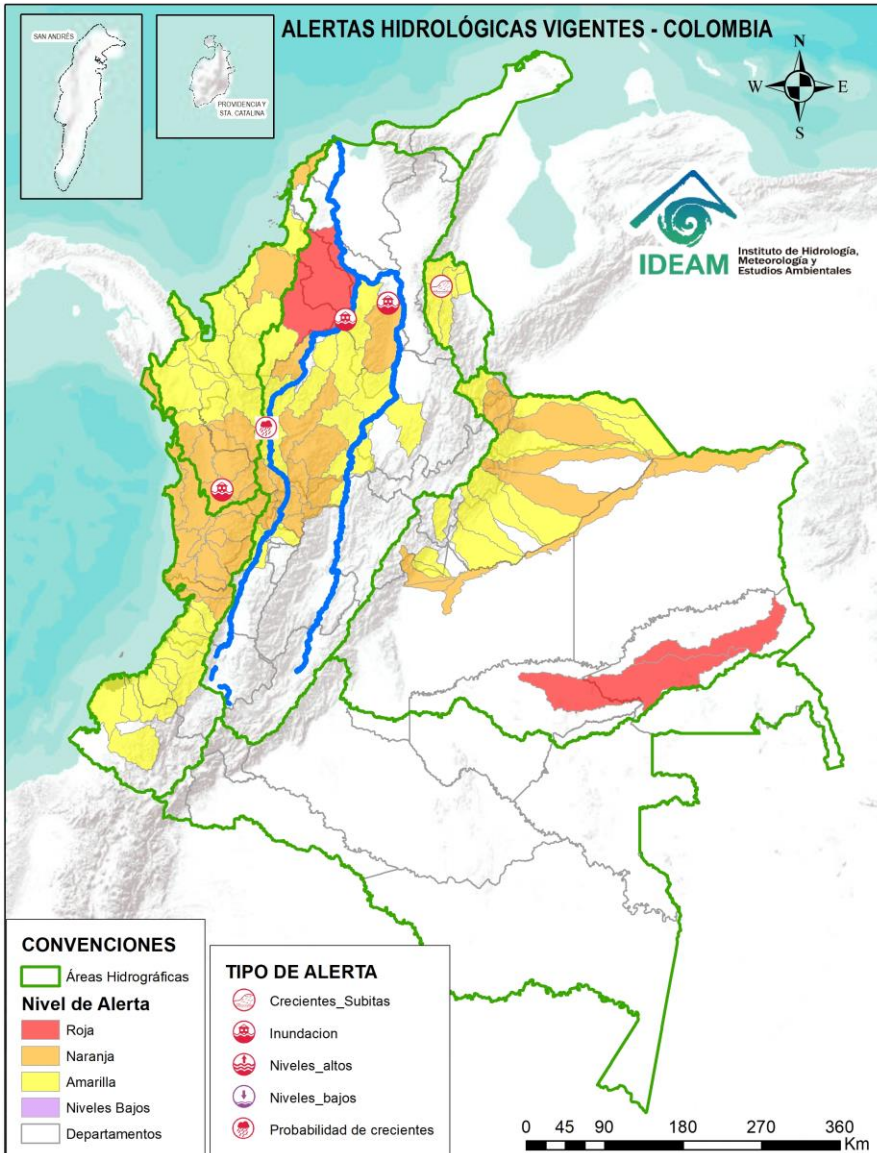 ALERTAS HIDROLÓGICAS VIGENTES - COLOMBIA
SAN ANDRÉS
PROVIDENCIA Y
STA. CATALINA
N
W
E
S
IDEAM
Instituto de Hidrología,
Meteorología y
Estudios Ambientales
CONVENCIONES
Áreas Hidrográficas
Nivel de Alerta
Roja
Naranja
Amarilla
Niveles Bajos
Departamentos
TIPO DE ALERTA
Crecientes_Subitas
Inundacion
Niveles_altos
Niveles_bajos
Probabilidad de crecientes
0 45 90 180 270 360
Km